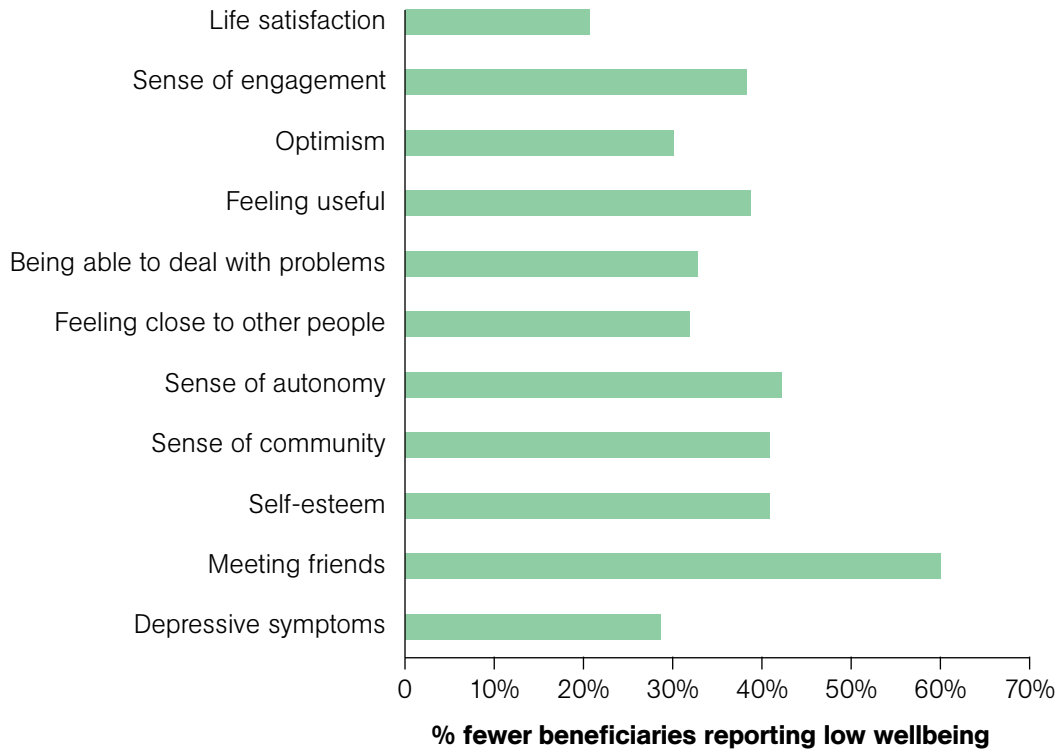 Life satisfaction
Sense of engagement
Optimism
Feeling useful
Being able to deal with problems
Feeling close to other people
Sense of autonomy
Sense of community
Self-esteem
Meeting friends
Depressive symptoms
0 10% 20% 30% 40% 50% 60% 70%
% fewer beneficiaries reporting low wellbeing